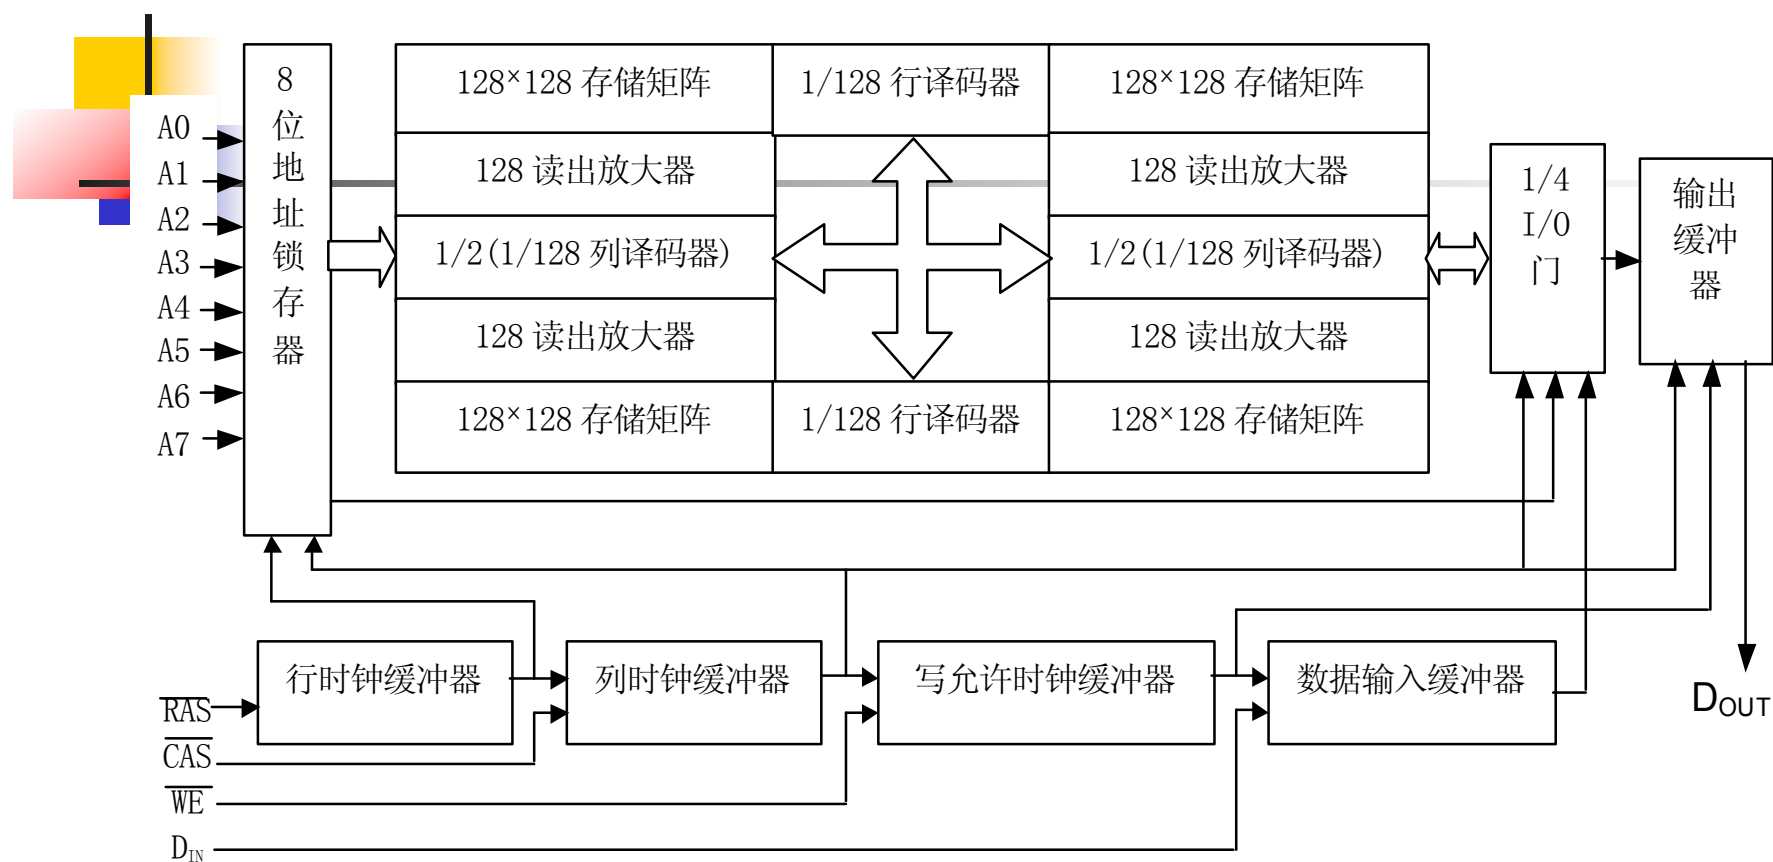 8
位
地
址
锁
存
器
A0
A1
A2
A3
A4
A5
A6
A7
128×128 存储矩阵
1/128 行译码器
128×128 存储矩阵
128 读出放大器
128 读出放大器
1/2(1/128 列译码器)
1/2(1/128 列译码器)
128 读出放大器
128 读出放大器
128×128 存储矩阵
1/128 行译码器
128×128 存储矩阵
1/4
I/O
门
输出
缓冲
器
行时钟缓冲器
列时钟缓冲器
写允许时钟缓冲器
数据输入缓冲器
RAS
CAS
WE
DIN
DOUT